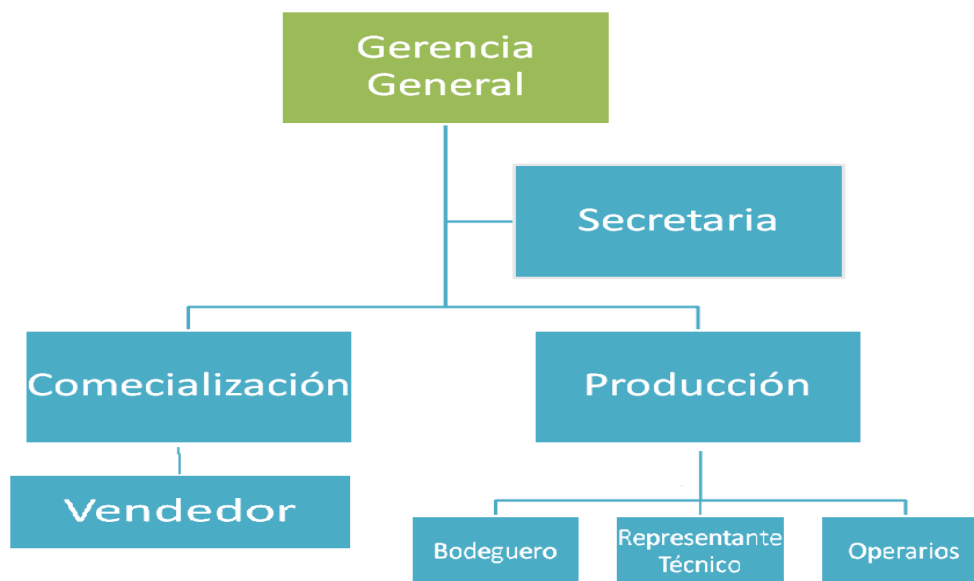 Gerencia
General
Secretaria
Comecialización
Producción
Vendedor
Bodeguero
Representante
Técnico
Operarios